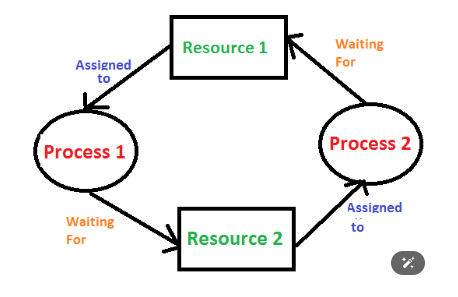 Resource 1
Waiting
For
Assigned
to
Process 1
Process 2
Waiting
For
Resource 2
Assigned
to